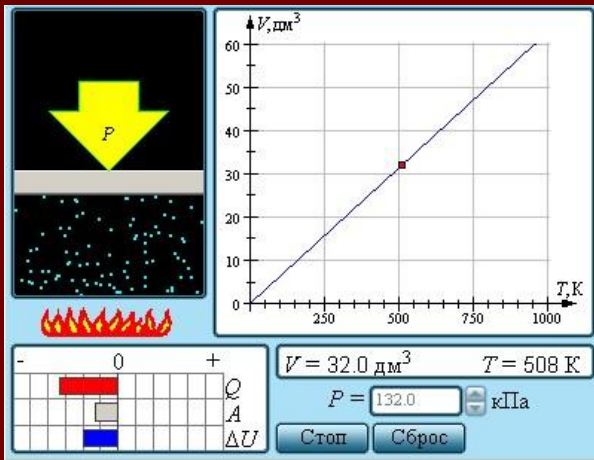 P
V, дм³
60
50
40
30
20
10
0
250 500 750 1000
T, К
- 0 +
Q
A
ΔU
V = 32.0 дм³ T = 508 К
P = 132.0 кПа
Стоп Сброс